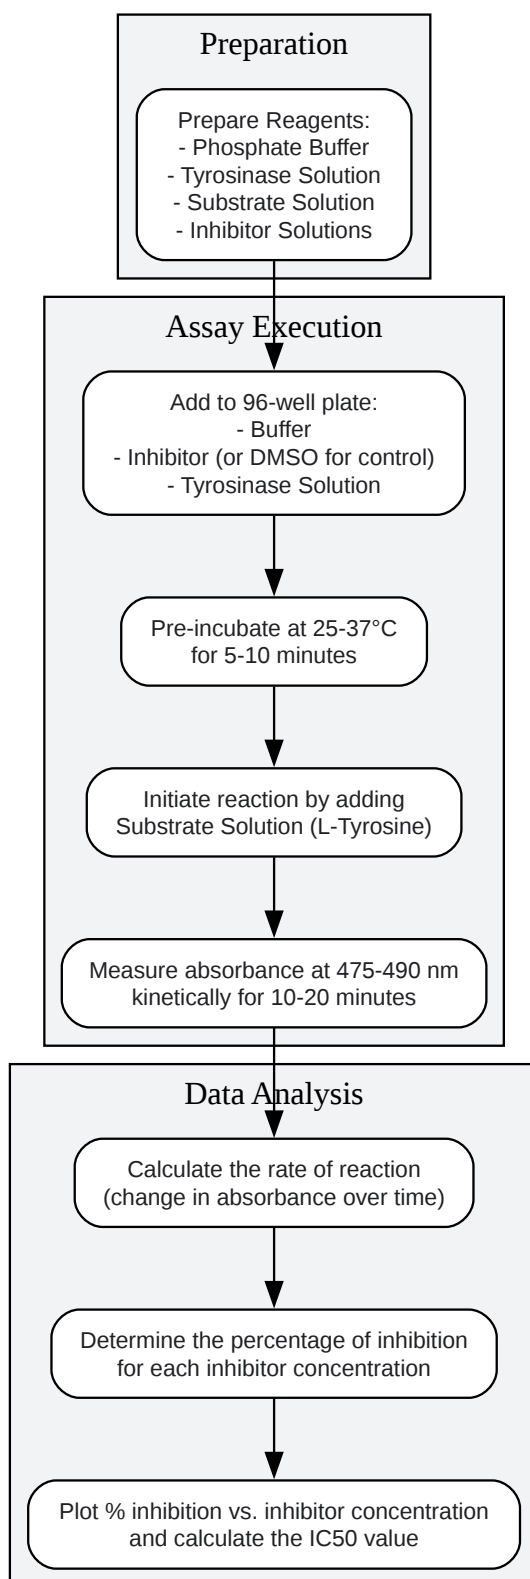 Preparation
Prepare Reagents:
- Phosphate Buffer
- Tyrosinase Solution
- Substrate Solution
- Inhibitor Solutions
Assay Execution
Add to 96-well plate:
- Buffer
- Inhibitor (or DMSO for control)
- Tyrosinase Solution
Pre-incubate at 25-37°C
for 5-10 minutes
Initiate reaction by adding
Substrate Solution (L-Tyrosine)
Measure absorbance at 475-490 nm
kinetically for 10-20 minutes
Data Analysis
Calculate the rate of reaction
(change in absorbance over time)
Determine the percentage of inhibition
for each inhibitor concentration
Plot % inhibition vs. inhibitor concentration
and calculate the IC50 value